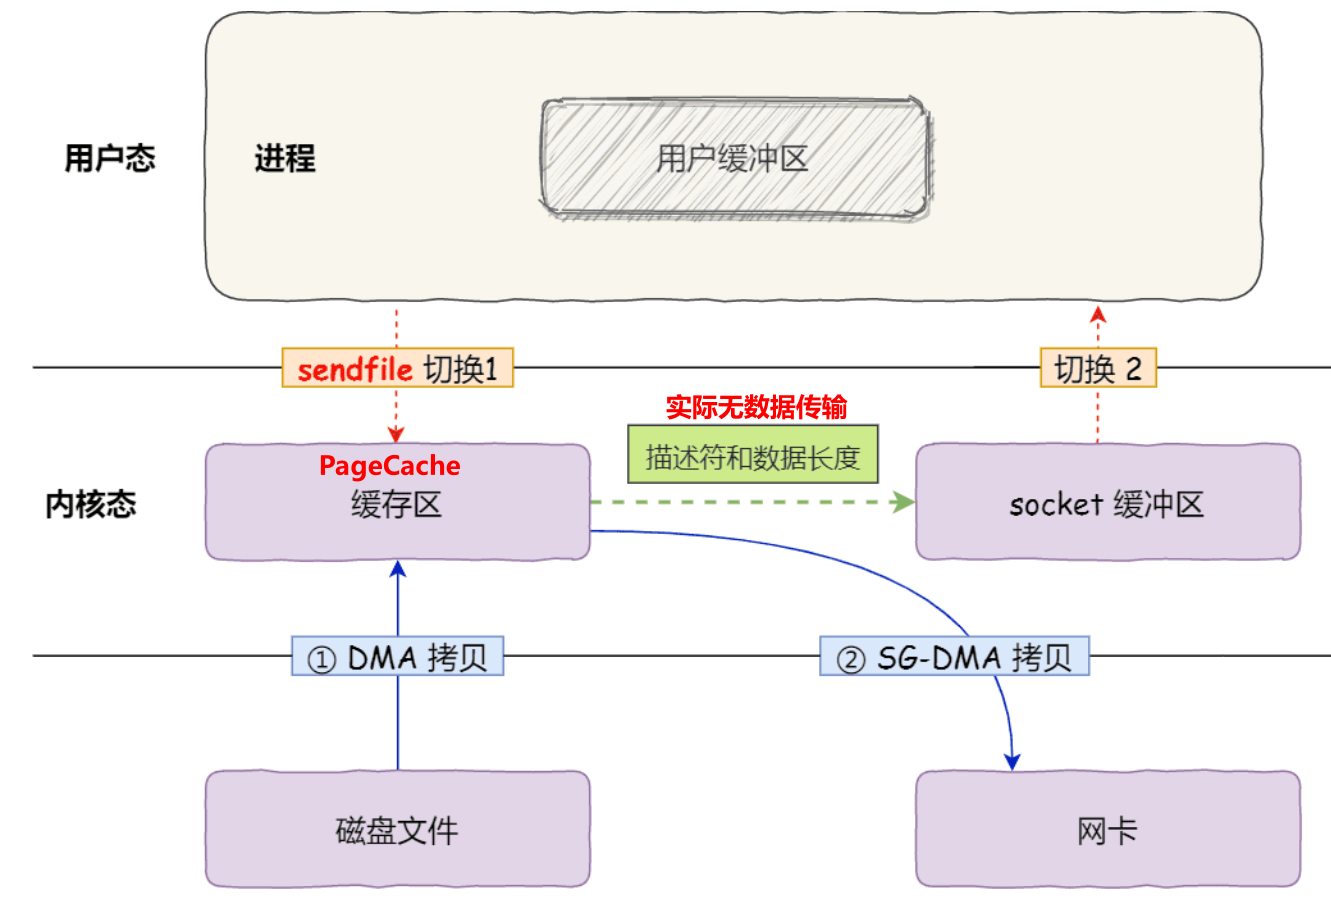 用户态
进程
用户缓冲区
sendfile 切换1
切换 2
实际无数据传输
描述符和数据长度
PageCache
缓存区
内核态
socket 缓冲区
① DMA 拷贝
② SG-DMA 拷贝
磁盘文件
网卡